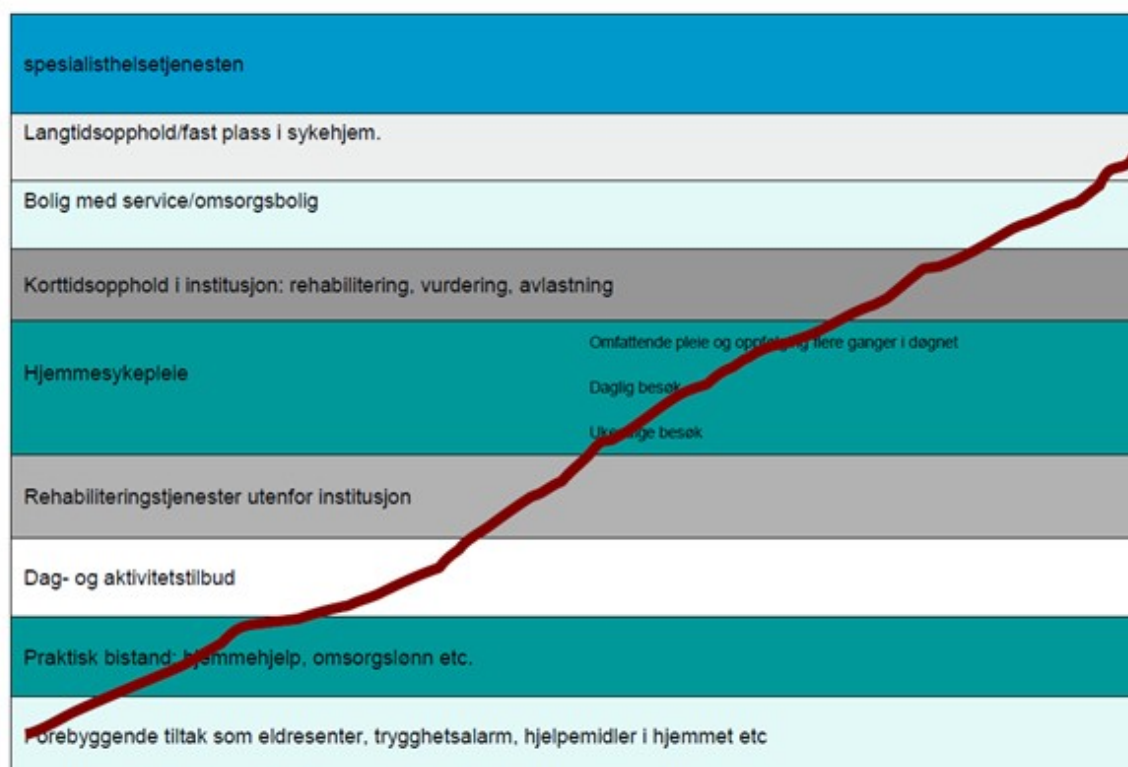 spesialisthelsetjenesten
Langtidsopphold/fast plass i sykehjem.
Bolig med service/omsorgsbolig
Korttidsopphold i institusjon: rehabilitering, vurdering, avlastning
Omfattende pleie og oppfølging flere ganger i døgnet
Hjemmesykepleie
Daglig besøk
Ukentlige besøk
Rehabiliteringstjenester utenfor institusjon
Dag- og aktivitetstilbud
Praktisk bistand: hjemmehjelp, omsorgslønn etc.
Forebyggende tiltak som eldresenter, trygghetsalarm, hjelpemidler i hjemmet etc